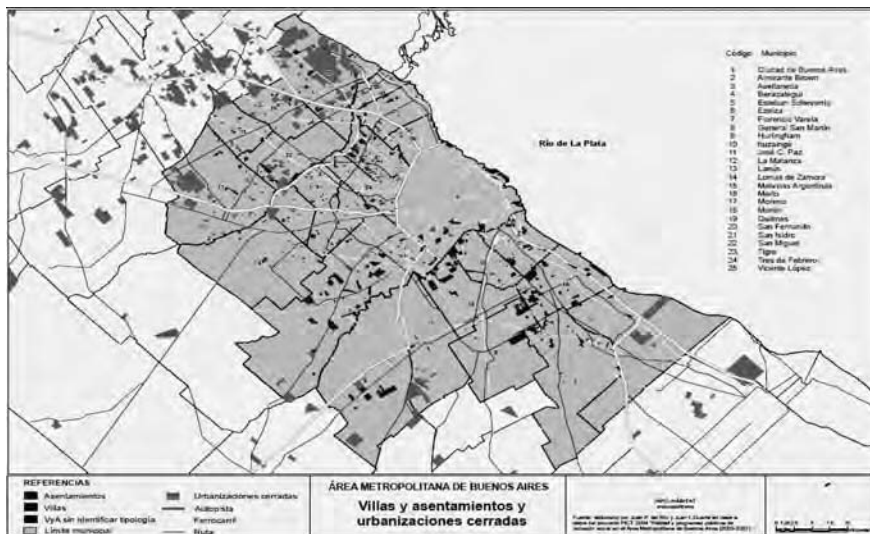 Código Municipio
1 Ciudad de Buenos Aires
2 Almirante Brown
3 Avellaneda
4 Berazategui
5 Esteban Echeverría
6 Ezeiza
7 Florencio Varela
8 General San Martín
9 Hurlingham
10 Ituzaingó
11 José C. Paz
12 La Matanza
13 Lanús
14 Lomas de Zamora
15 Malvinas Argentinas
16 Merlo
17 Moreno
18 Morón
19 Quilmes
20 San Fernando
21 San Isidro
22 San Miguel
23 Tigre
24 Tres de Febrero
25 Vicente López
Río de La Plata
REFERENCIAS
Asentamientos
Villas
VyA sin identificar tipología
Límite municipal
Urbanizaciones cerradas
Autopista
Ferrocarril
Ruta
ÁREA METROPOLITANA DE BUENOS AIRES
Villas y asentamientos y
urbanizaciones cerradas